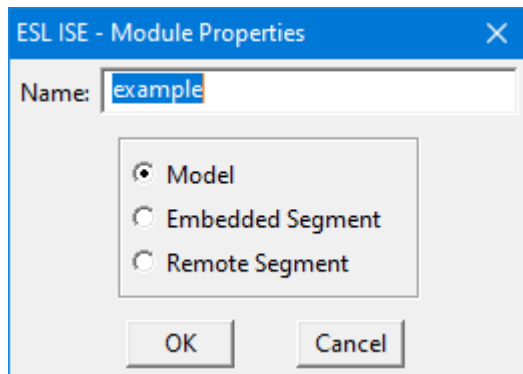 ESL ISE - Module Properties
Name: example
Model
Embedded Segment
Remote Segment
OK Cancel